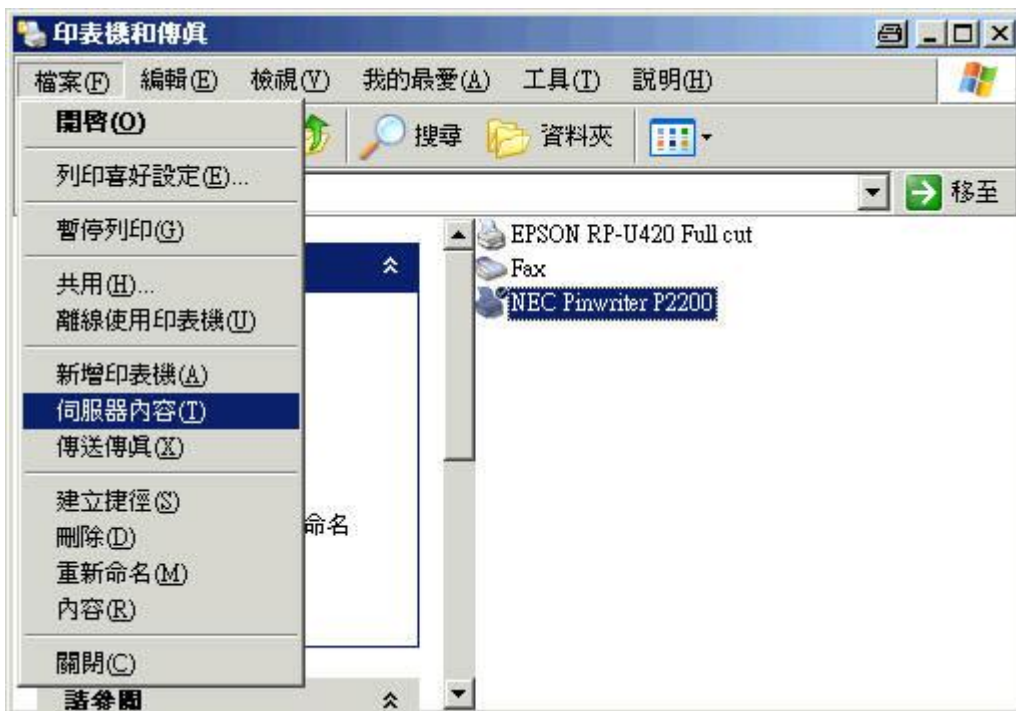 印表機和傳真
檔案(F) 編輯(E) 檢視(V) 我的最愛(A) 工具(T) 說明(H)
搜尋 資料夾
移至
開啓(O)
列印喜好設定(E)...
暫停列印(G)
共用(H)...
離線使用印表機(U)
新增印表機(A)
伺服器內容(T)
傳送傳真(X)
建立捷徑(S)
刪除(D)
重新命名(M)
內容(R)
關閉(C)
命名
請參閱
EPSON RP-U420 Full cut
Fax
NEC Pinwriter P2200